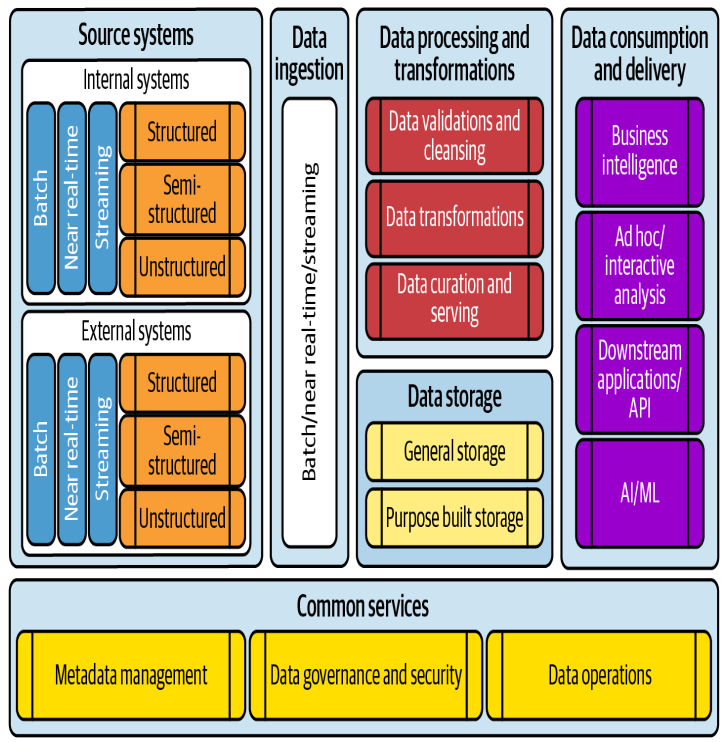 Source systems
Internal systems
Batch
Near real-time
Streaming
Structured
Semi-
structured
Unstructured
External systems
Batch
Near real-time
Streaming
Structured
Semi-
structured
Unstructured
Data
ingestion
Batch/near real-time/streaming
Data processing and
transformations
Data validations and
cleansing
Data transformations
Data curation and
serving
Data storage
General storage
Purpose built storage
Data consumption
and delivery
Business
intelligence
Ad hoc/
interactive
analysis
Downstream
applications/
API
AI/ML
Common services
Metadata management
Data governance and security
Data operations